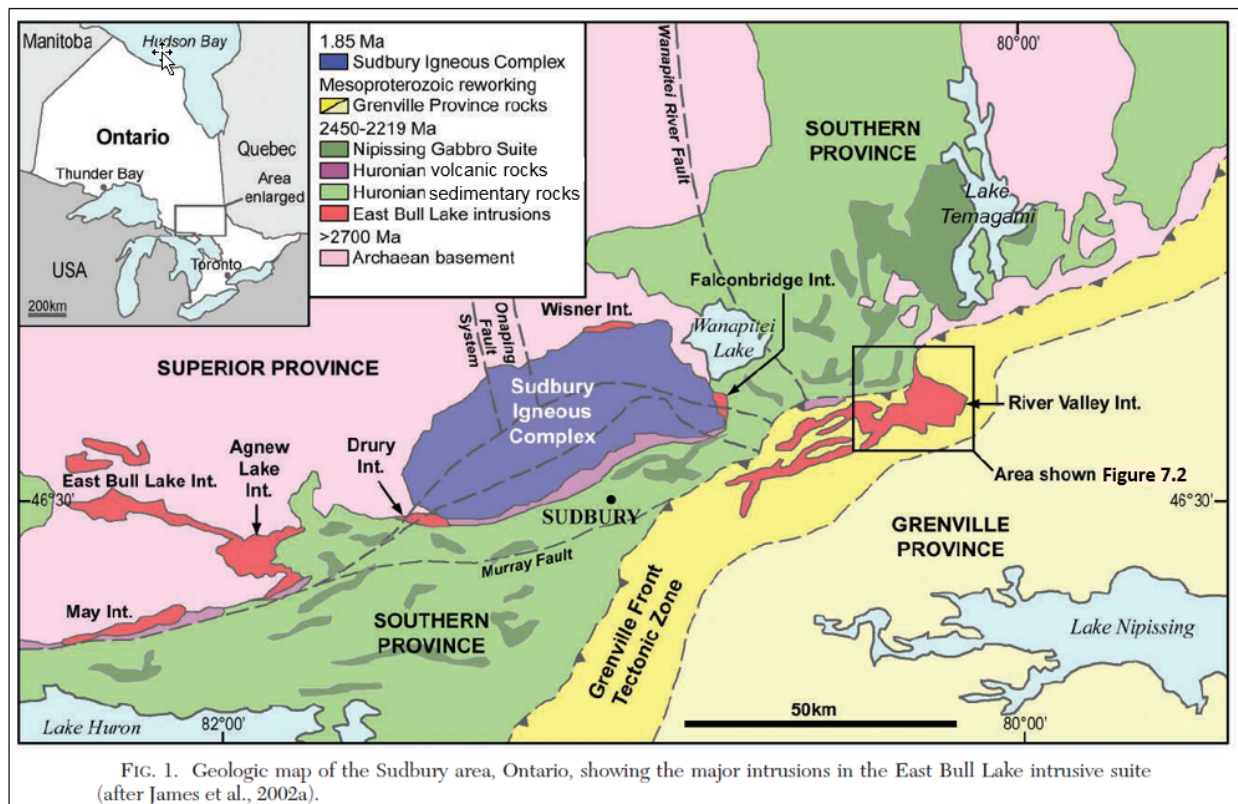 Manitoba
Hudson Bay
Ontario
Quebec
Thunder Bay
Area
enlarged
USA
Toronto
200km
1.85 Ma
Sudbury Igneous Complex
Mesoproterozoic reworking
Grenville Province rocks
2450-2219 Ma
Nipissing Gabbro Suite
Huronian volcanic rocks
Huronian sedimentary rocks
East Bull Lake intrusions
>2700 Ma
Archaean basement
80°00'
Wanapitei River Fault
SOUTHERN
PROVINCE
Lake
Temagami
Falconbridge Int.
Wisner Int.
Onaping
Fault
System
Wanapitei
Lake
SUPERIOR PROVINCE
Sudbury
Igneous
Complex
River Valley Int.
Drury
Int.
Agnew
Lake
Int.
East Bull Lake Int.
Area shown Figure 7.2
46°30'
46°30'
SUDBURY
GRENVILLE
PROVINCE
Murray Fault
May Int.
SOUTHERN
PROVINCE
Grenville Front
Tectonic Zone
Lake Nipissing
50km
Lake Huron
82°00'
80°00'
FIG. 1. Geologic map of the Sudbury area, Ontario, showing the major intrusions in the East Bull Lake intrusive suite
(after James et al., 2002a).